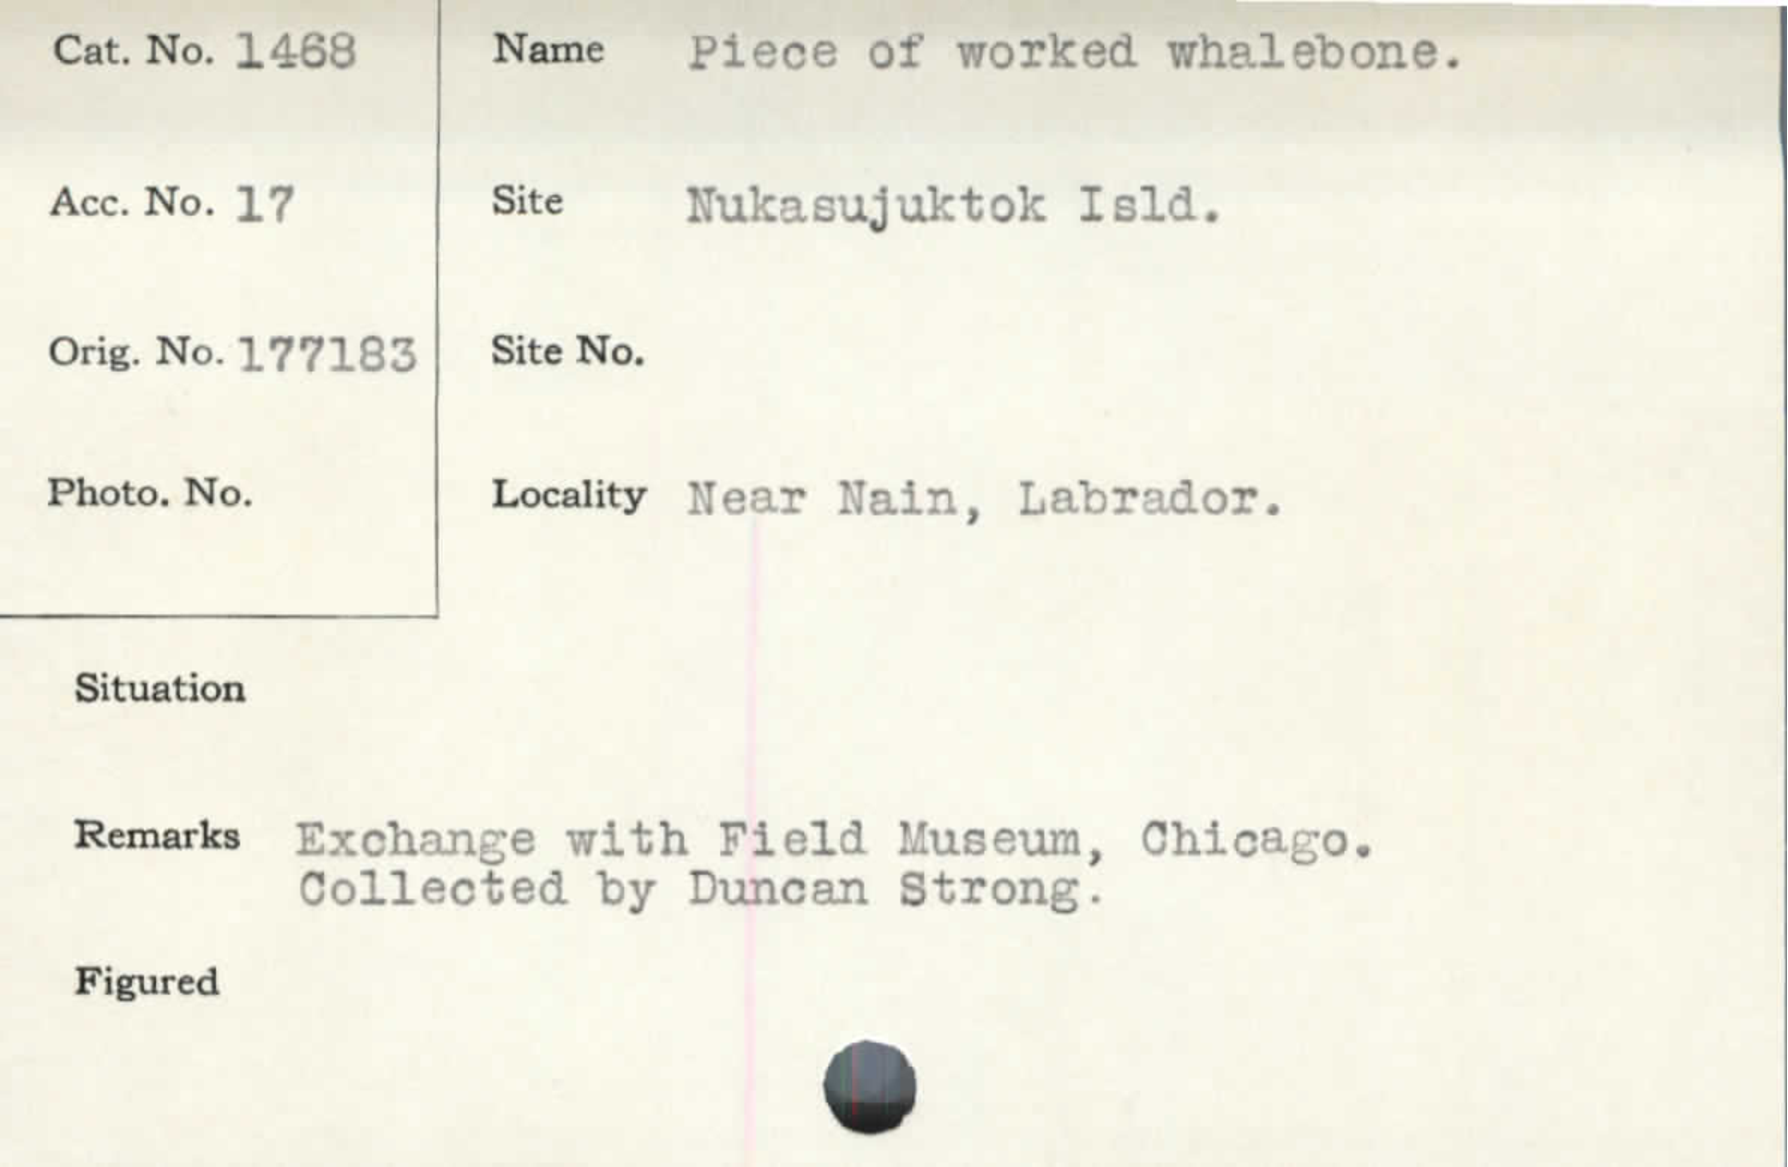 Cat. No. 1468
Name Piece of worked whalebone.
Acc. No. 17
Site Nukasujuktok Isld.
Orig. No. 177183
Site No.
Photo. No.
Locality Near Nain, Labrador.
Situation
Remarks Exchange with Field Museum, Chicago.
Collected by Duncan Strong.
Figured